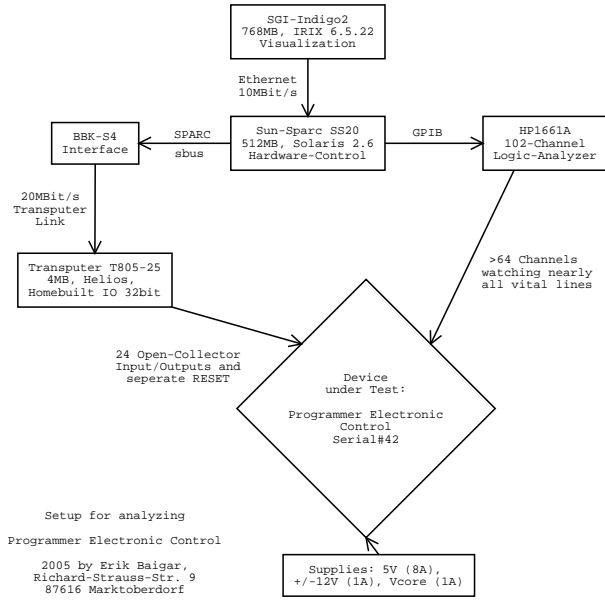 SGI-Indigo2
768MB, IRIX 6.5.22
Visualization
Ethernet
10MBit/s
BBK-S4
Interface
SPARC
sbus
Sun-Sparc SS20
512MB, Solaris 2.6
Hardware-Control
GPIB
HP1661A
102-Channel
Logic-Analyzer
20MBit/s
Transputer
Link
Transputer T805-25
4MB, Helios,
Homebuilt IO 32bit
>64 Channels
watching nearly
all vital lines
24 Open-Collector
Input/Outputs and
seperate RESET
Device
under Test:
Programmer Electronic
Control
Serial#42
Setup for analyzing
Programmer Electronic Control
2005 by Erik Baigar,
Richard-Strauss-Str. 9
87616 Marktoberdorf
Supplies: 5V (8A),
+/-12V (1A), Vcore (1A)